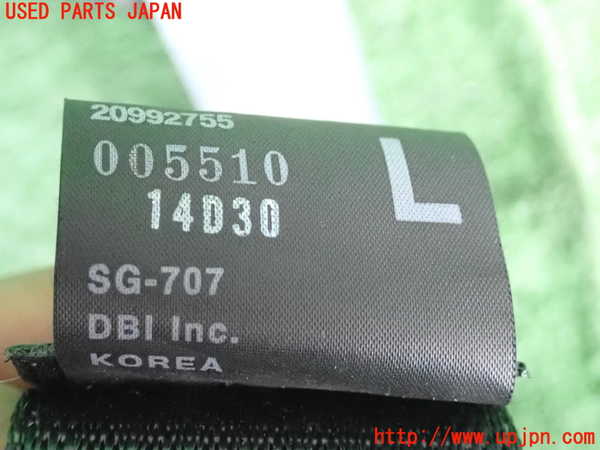 USED PARTS JAPAN
20992755
005510
L
14D30
SG-707
DBI Inc.
KOREA
http://www.upjpn.com/